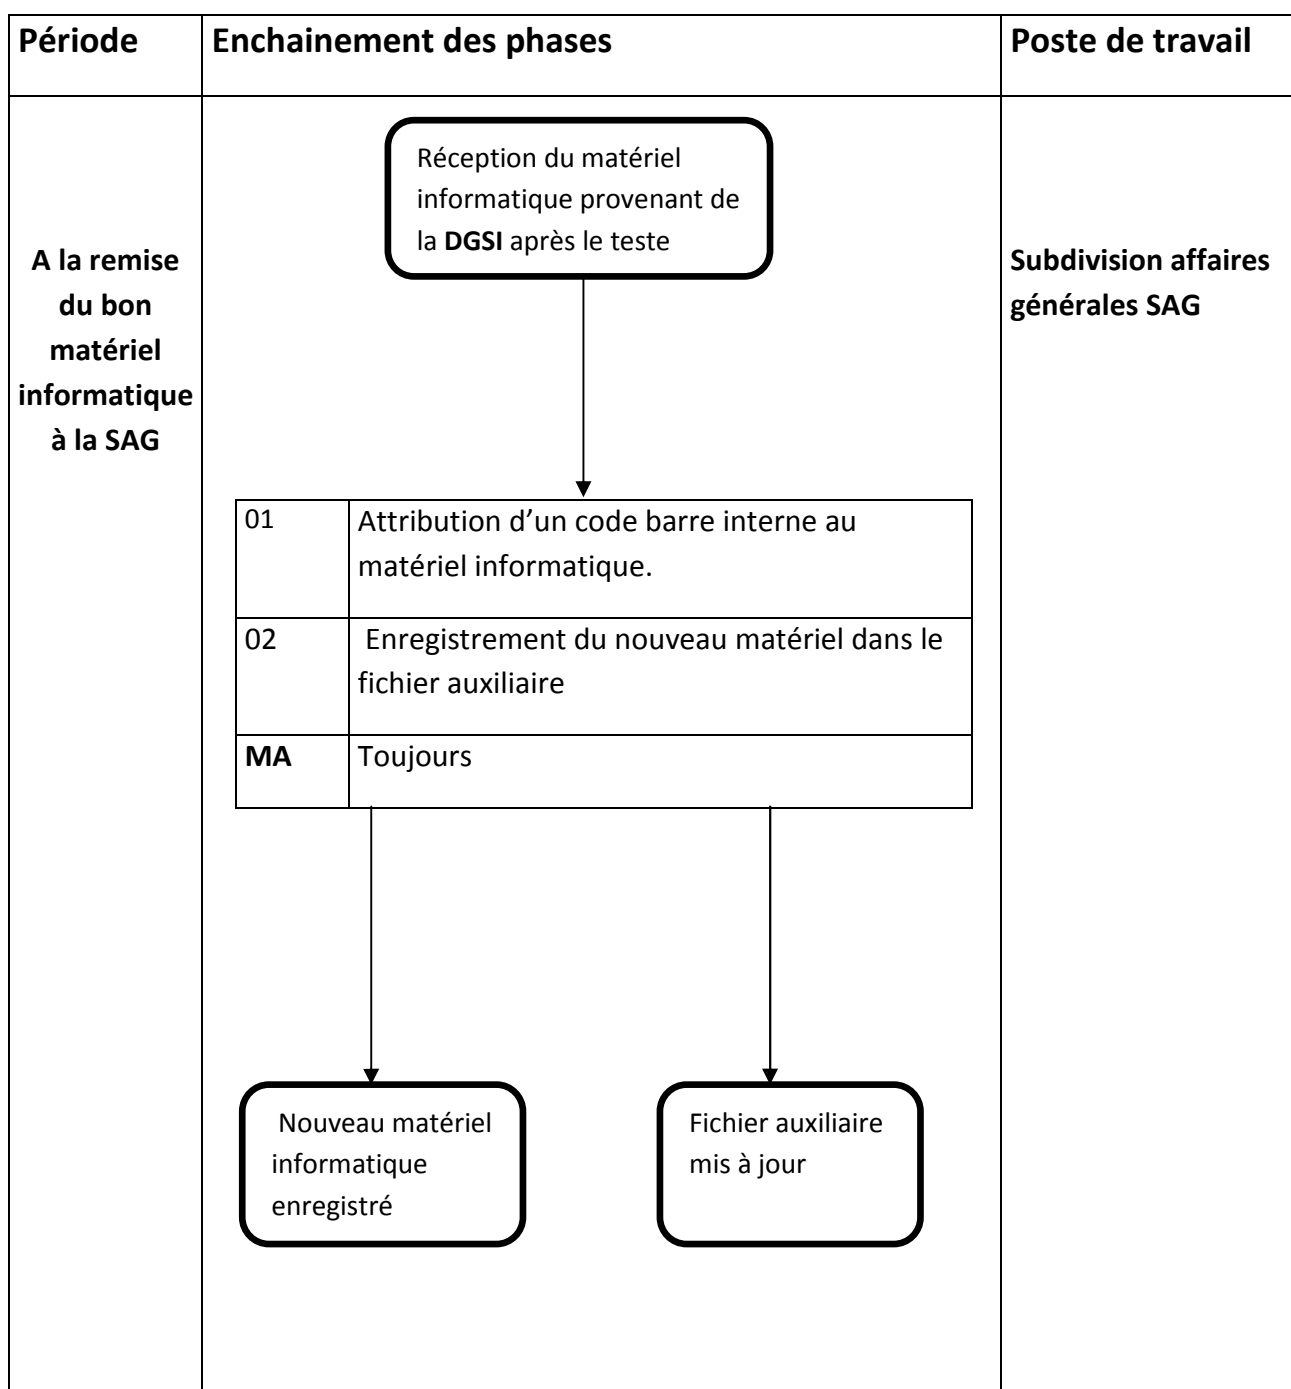 Période
Enchainement des phases
Poste de travail
A la remise
du bon
matériel
informatique
à la SAG
Réception du matériel
informatique provenant de
la DGSI après le teste
Subdivision affaires
générales SAG
01
Attribution d’un code barre interne au
matériel informatique.
02
Enregistrement du nouveau matériel dans le
fichier auxiliaire
MA
Toujours
Nouveau matériel
informatique
enregistré
Fichier auxiliaire
mis à jour